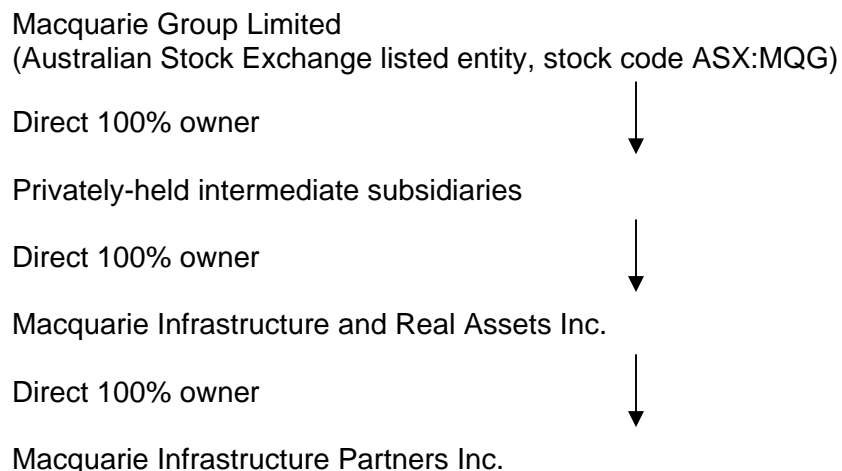 Macquarie Group Limited
(Australian Stock Exchange listed entity, stock code ASX:MQG)
Direct 100% owner
Privately-held intermediate subsidiaries
Direct 100% owner
Macquarie Infrastructure and Real Assets Inc.
Direct 100% owner
Macquarie Infrastructure Partners Inc.